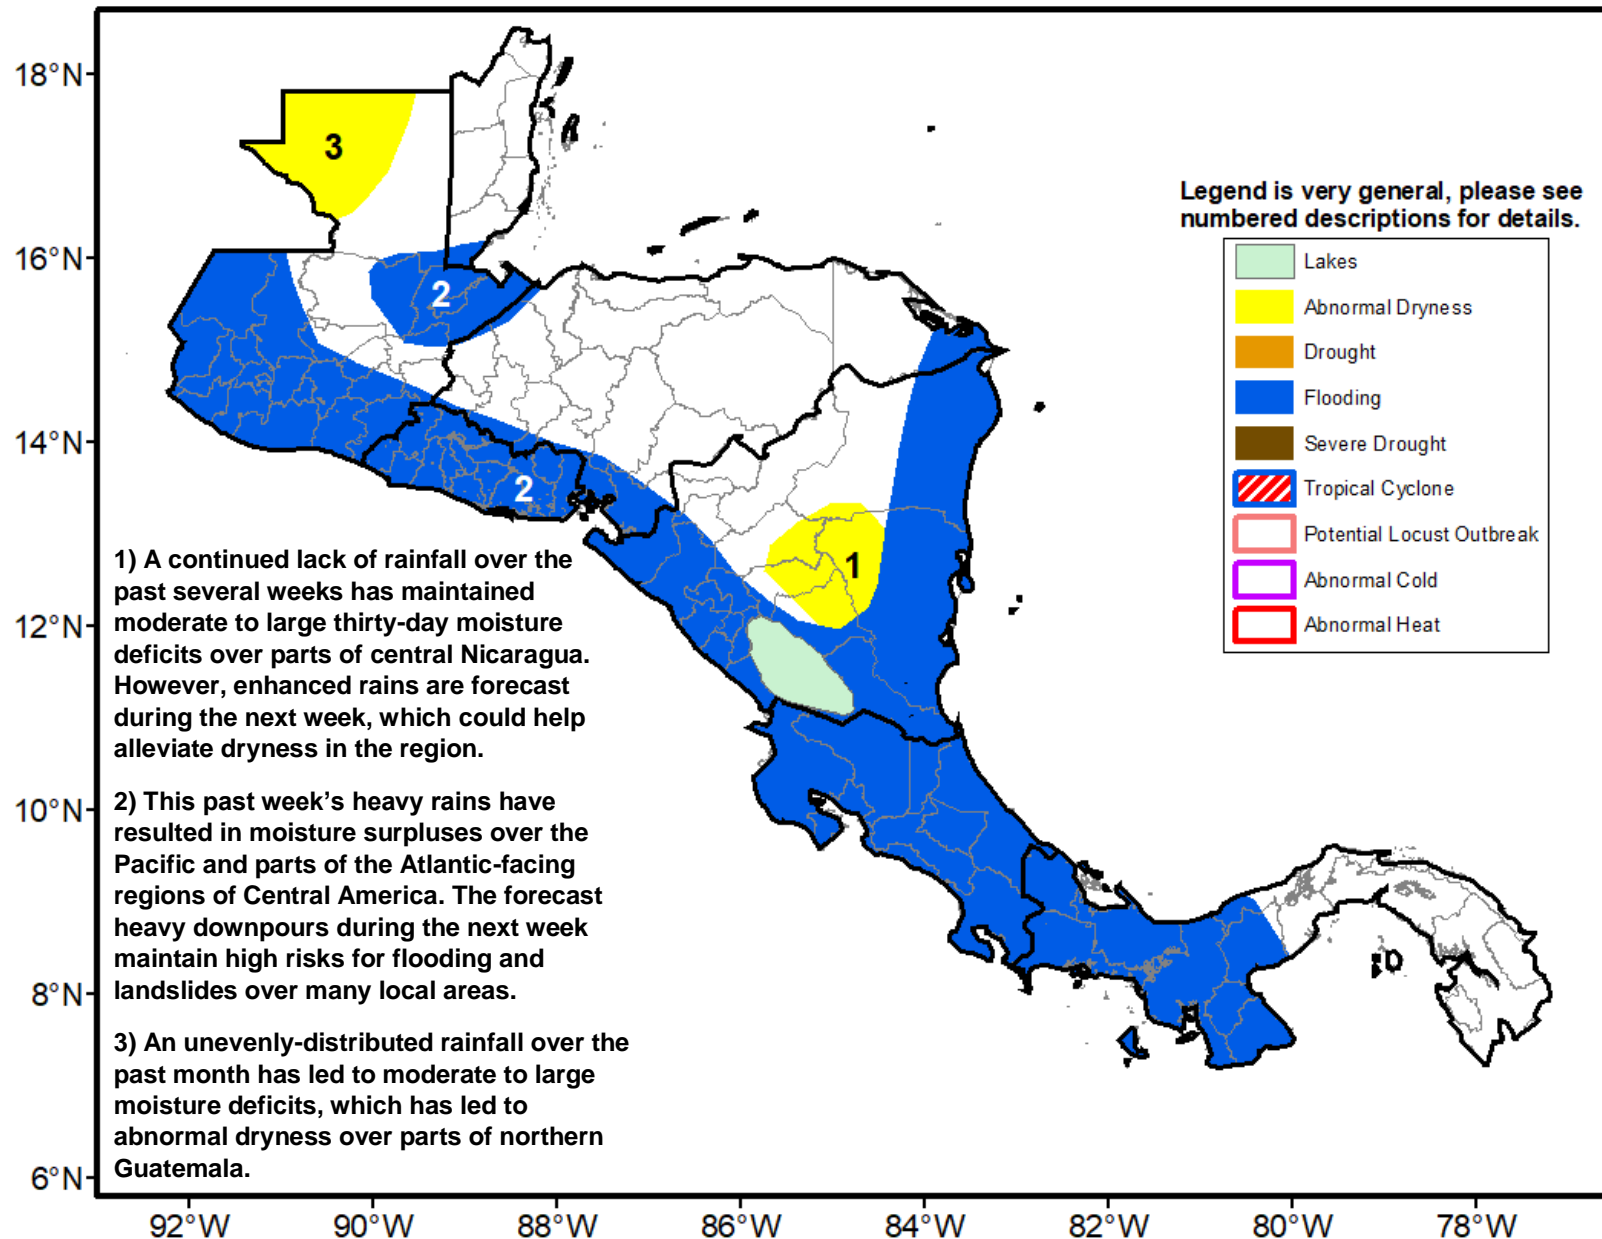 18°N
16°N
14°N
12°N
10°N
8°N
6°N
92°W
90°W
88°W
86°W
84°W
82°W
80°W
78°W
3
2
2
1
Legend is very general, please see
numbered descriptions for details.
Lakes
Abnormal Dryness
Drought
Flooding
Severe Drought
Tropical Cyclone
Potential Locust Outbreak
Abnormal Cold
Abnormal Heat
1) A continued lack of rainfall over the
past several weeks has maintained
moderate to large thirty-day moisture
deficits over parts of central Nicaragua.
However, enhanced rains are forecast
during the next week, which could help
alleviate dryness in the region.
2) This past week’s heavy rains have
resulted in moisture surpluses over the
Pacific and parts of the Atlantic-facing
regions of Central America. The forecast
heavy downpours during the next week
maintain high risks for flooding and
landslides over many local areas.
3) An unevenly-distributed rainfall over the
past month has led to moderate to large
moisture deficits, which has led to
abnormal dryness over parts of northern
Guatemala.